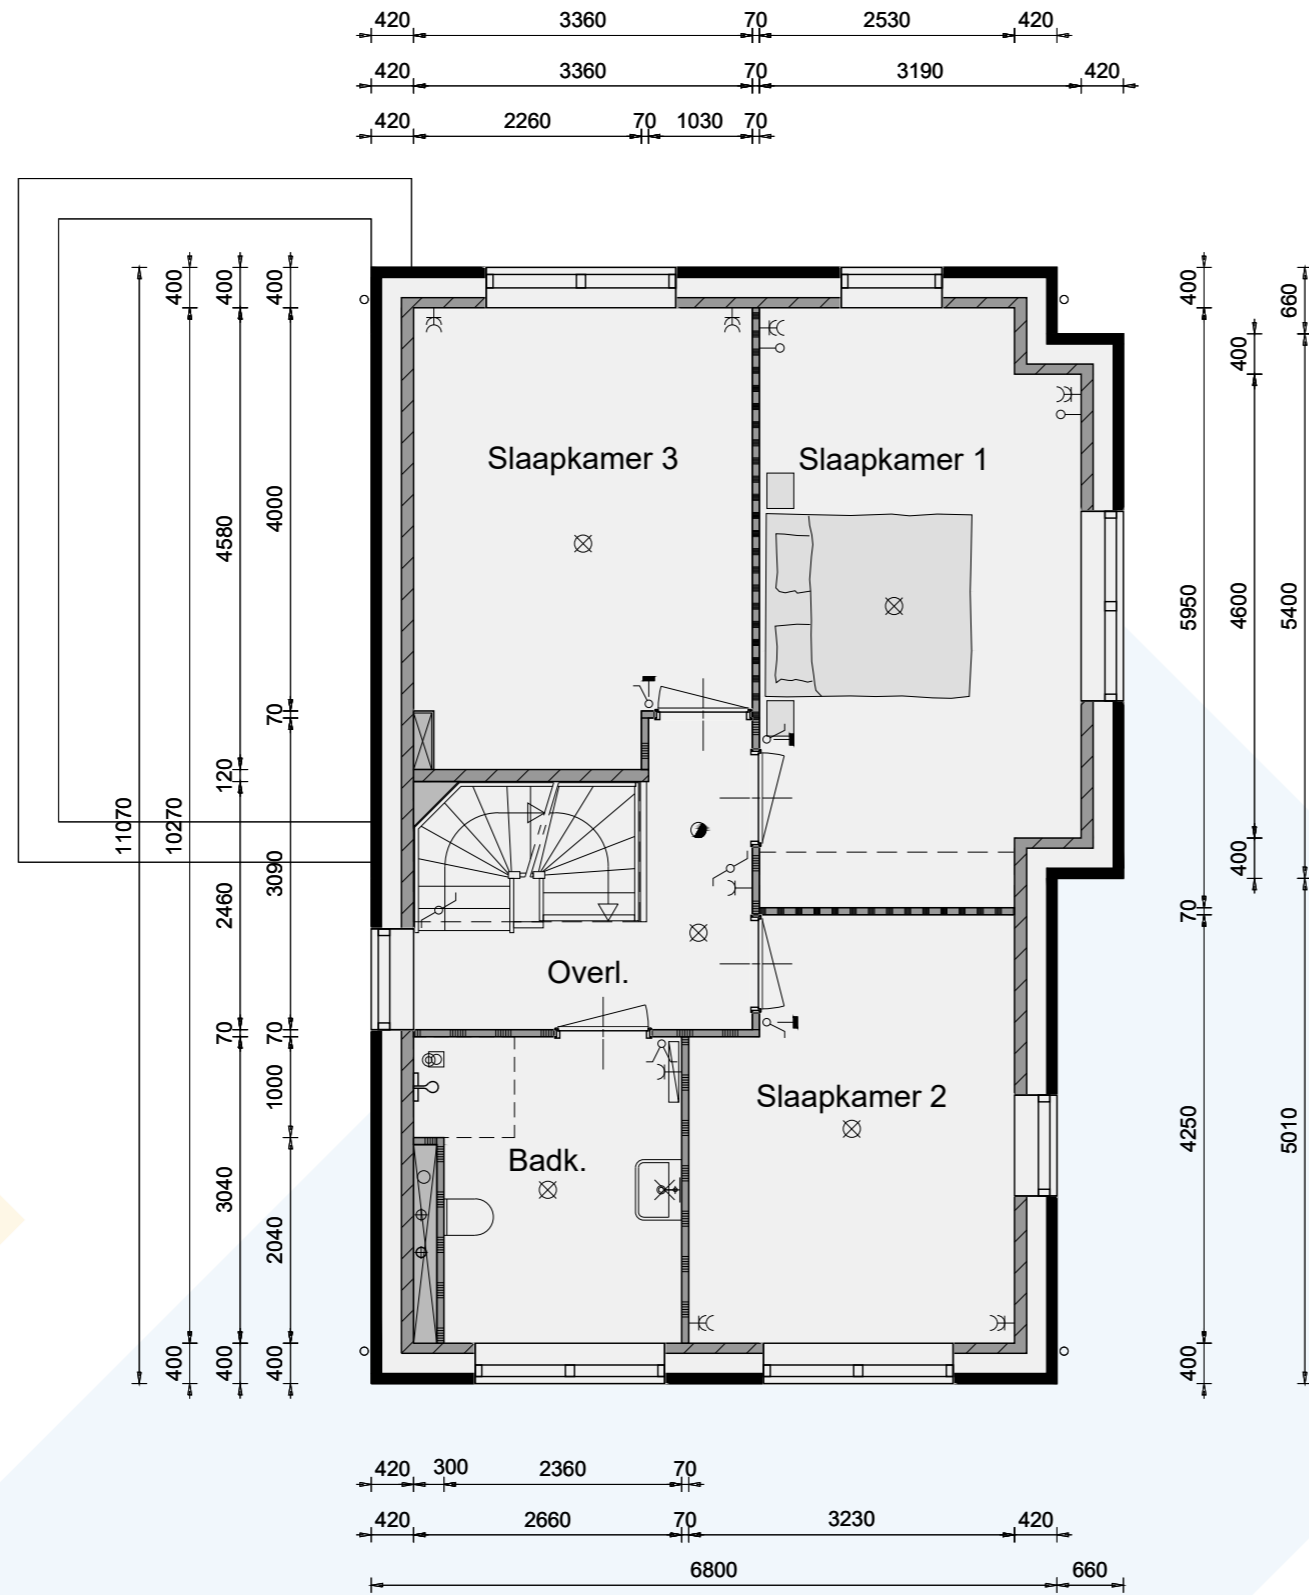 420 3360 70 2530 420
420 3360 70 3190 420
420 2260 70 1030 70
11070
400 10270 400
400 4580 120 2460 70 3040 400
400 4000 70 3090 70 1000 2040 400
Slaapkamer 3
Slaapkamer 1
Overl.
Slaapkamer 2
Badk.
400 5950 70 4250 400
400 4600 400
660 5400 5010
420 300 2360 70
420 2660 70 3230 420
6800 660